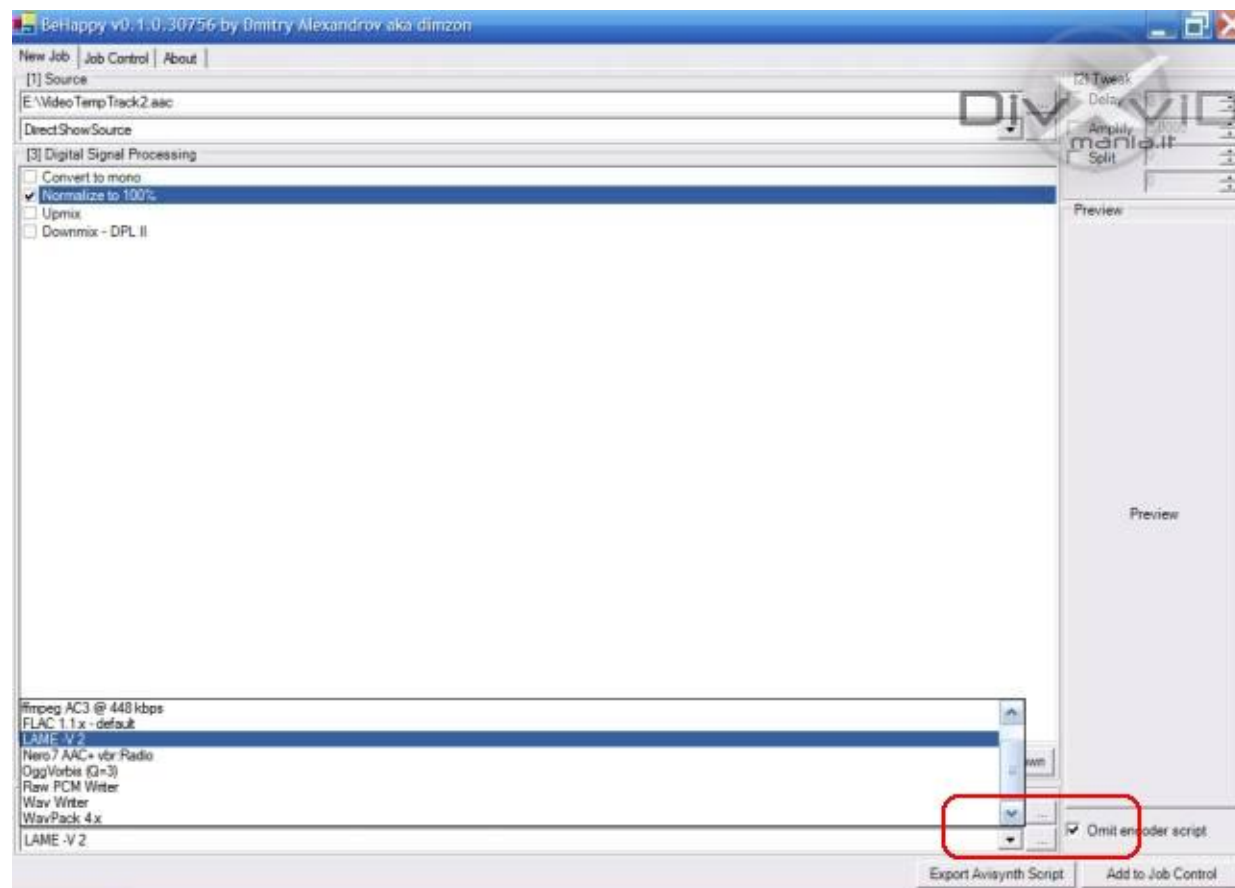 BeHappy v0.1.0.30756 by Dmitry Alexandrov aka dimzon
New Job Job Control About
[1] Source
E:\VideoTempTrack2.aac
DirectShowSource
[2] Tweak
Delay
Amplify
Split
DivXviD
mania.it
[3] Digital Signal Processing
Convert to mono
Normalize to 100%
Upmix
Downmix - DPL II
Preview
Preview
ffmpeg AC3 @ 448 kbps
FLAC 1.1.x - default
LAME -V 2
Nero7 AAC+ vbr:Radio
OggVorbis (Q=3)
Raw PCM Writer
Wav Writer
WavPack 4.x
...
LAME -V 2
...
Omit encoder script
Export Avisynth Script
Add to Job Control